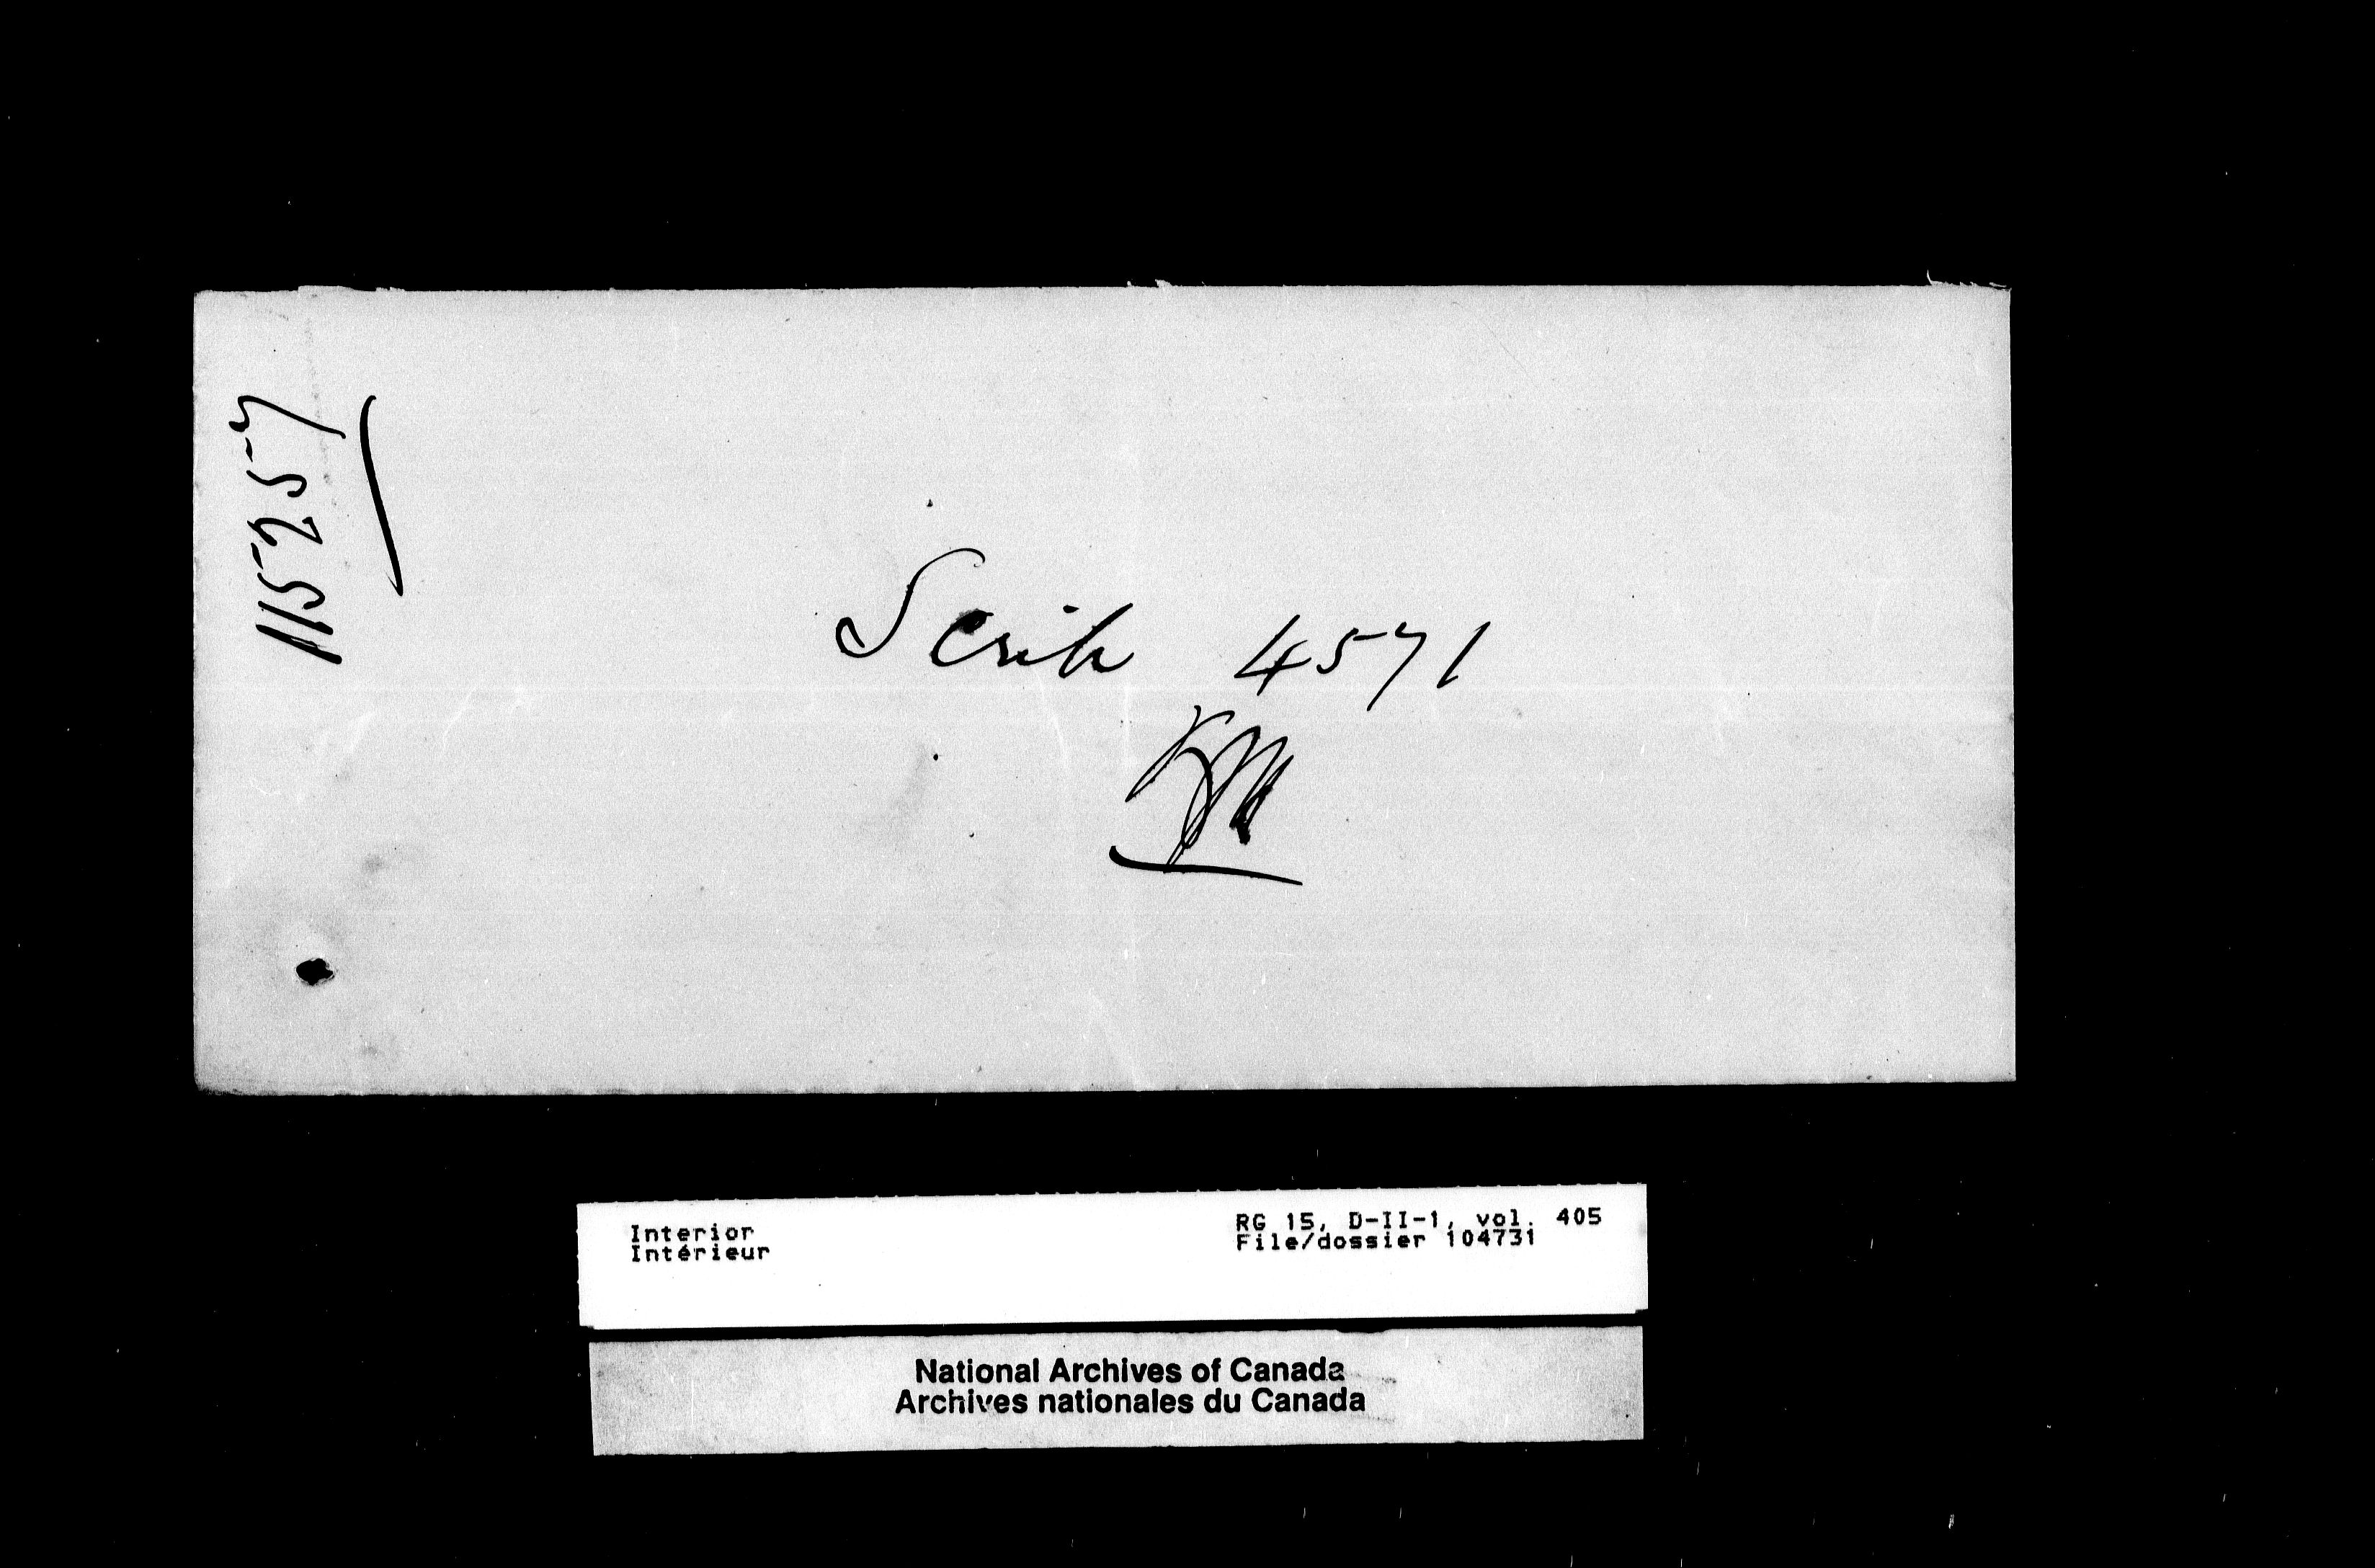 115257
Scrip 4571
Interior
Intérieur
RG 15, D-II-1, vol. 405
File/dossier 104731
National Archives of Canada
Archives nationales du Canada